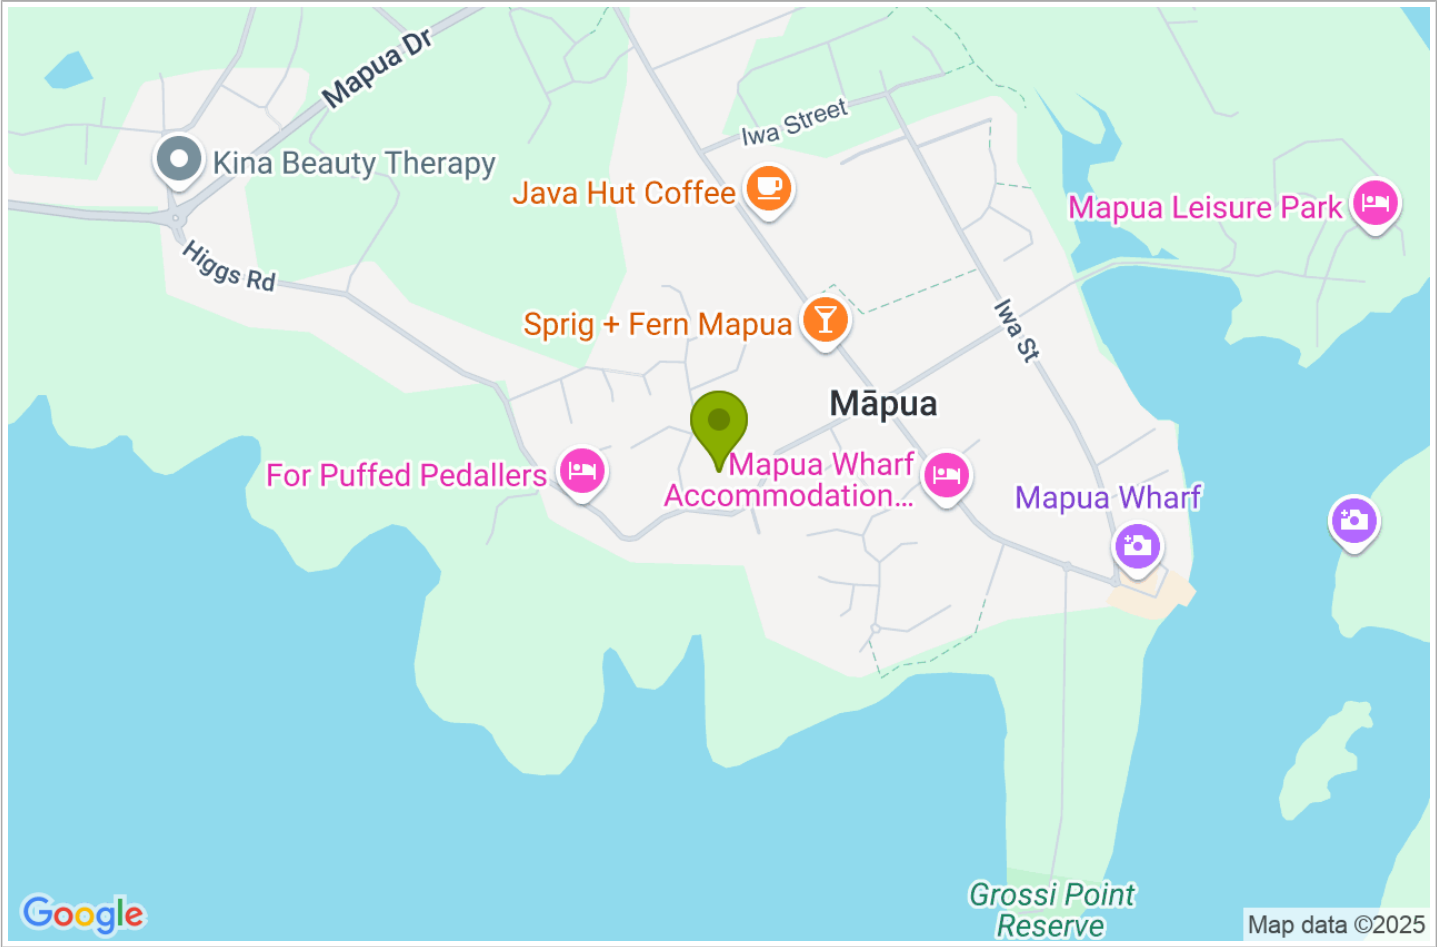 Mapua Dr
Iwa Street
Kina Beauty Therapy
Java Hut Coffee
Mapua Leisure Park
Higgs Rd
Sprig + Fern Mapua
Iwa St
Māpua
For Puffed Pedallers
Mapua Wharf
Accommodation...
Mapua Wharf
Grossi Point
Reserve
Google
Map data ©2025